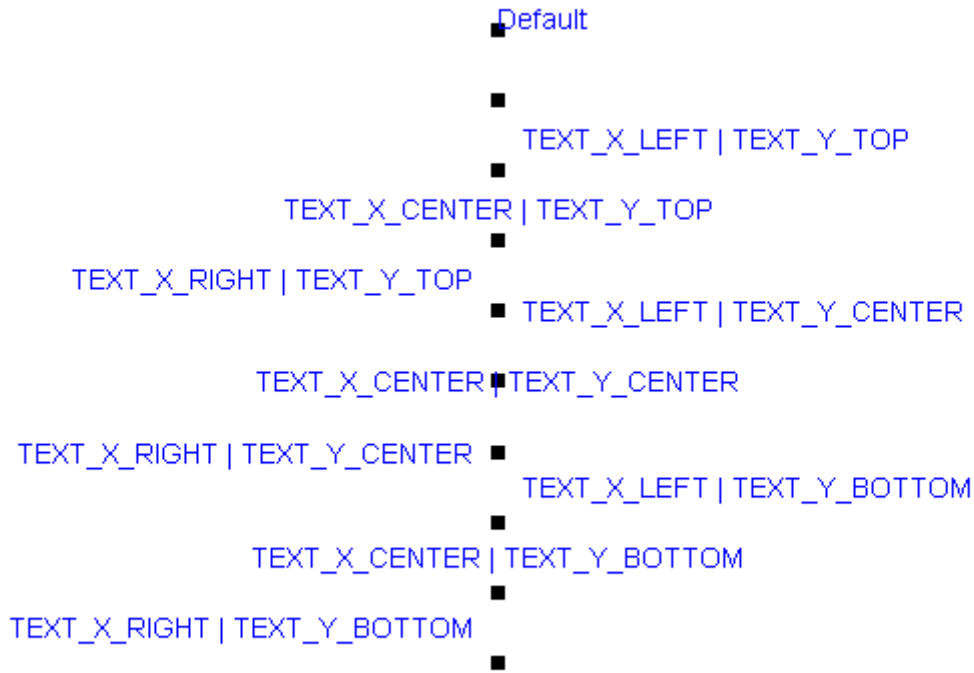 Default
TEXT_X_LEFT | TEXT_Y_TOP
TEXT_X_CENTER | TEXT_Y_TOP
TEXT_X_RIGHT | TEXT_Y_TOP
TEXT_X_LEFT | TEXT_Y_CENTER
TEXT_X_CENTER | TEXT_Y_CENTER
TEXT_X_RIGHT | TEXT_Y_CENTER
TEXT_X_LEFT | TEXT_Y_BOTTOM
TEXT_X_CENTER | TEXT_Y_BOTTOM
TEXT_X_RIGHT | TEXT_Y_BOTTOM